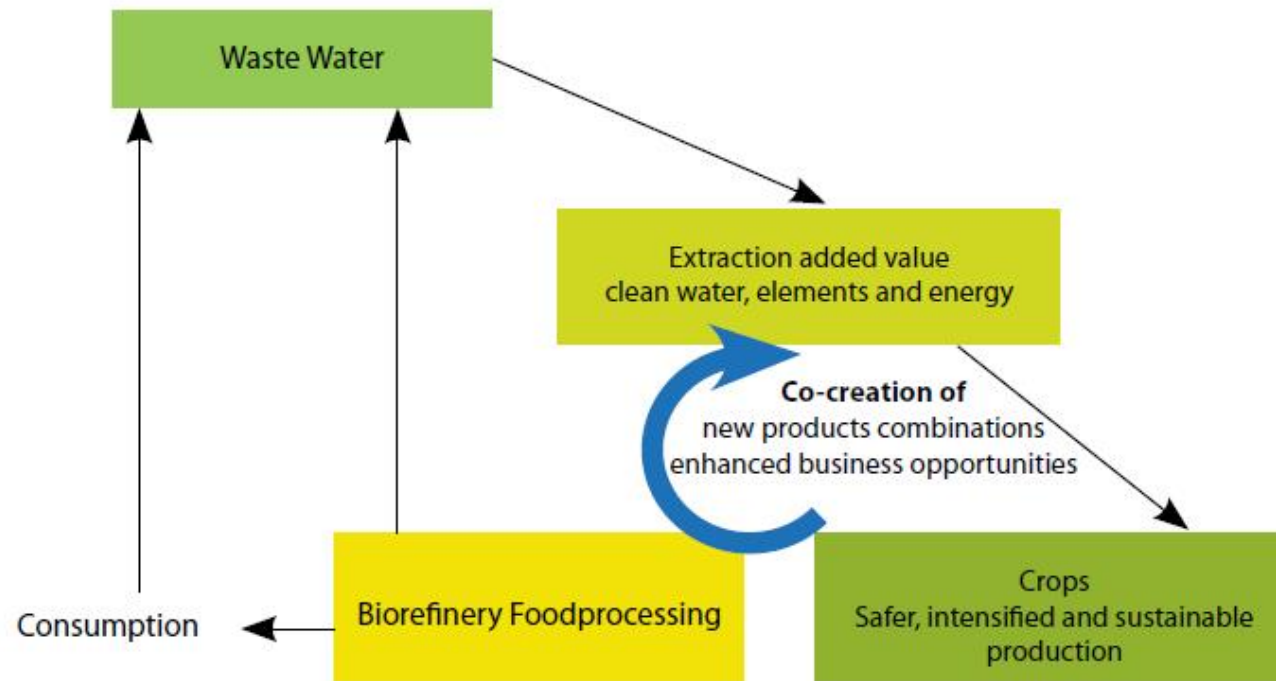 Waste Water
Extraction added value
clean water, elements and energy
Co-creation of
new products combinations
enhanced business opportunities
Consumption
Biorefinery Foodprocessing
Crops
Safer, intensified and sustainable
production